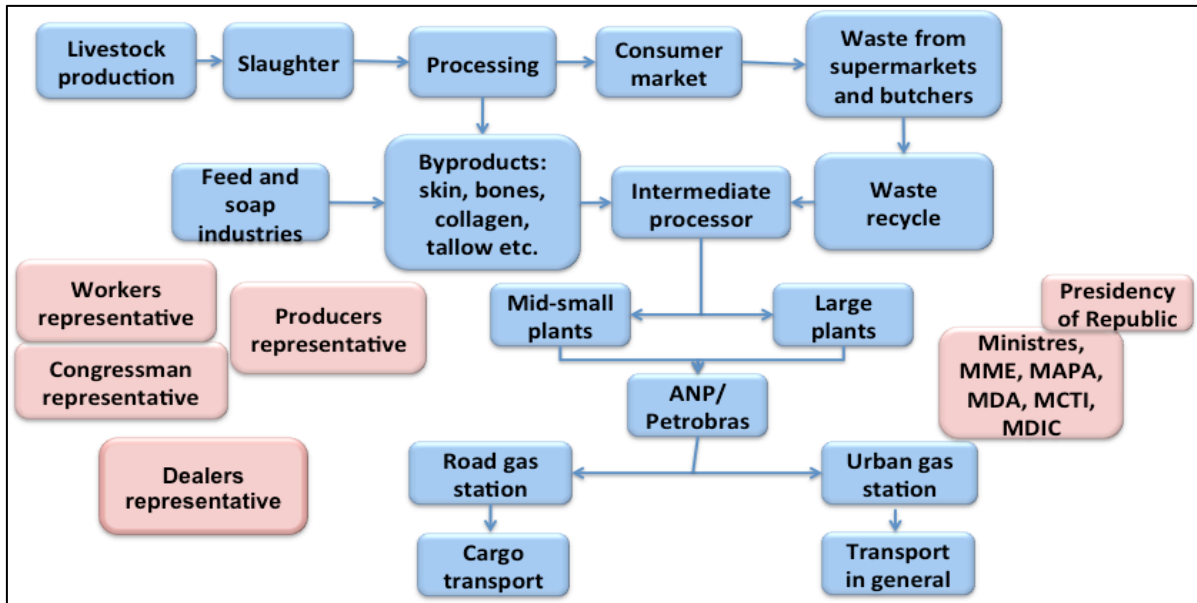 Livestock
production
Slaughter
Processing
Consumer
market
Waste from
supermarkets
and butchers
Feed and
soap
industries
Byproducts:
skin, bones,
collagen,
tallow etc.
Intermediate
processor
Waste
recycle
Workers
representative
Producers
representative
Congressman
representative
Mid-small
plants
Large
plants
Presidency
of Republic
Ministres,
MME, MAPA,
MDA, MCTI,
MDIC
ANP/
Petrobras
Dealers
representative
Road gas
station
Urban gas
station
Cargo
transport
Transport
in general